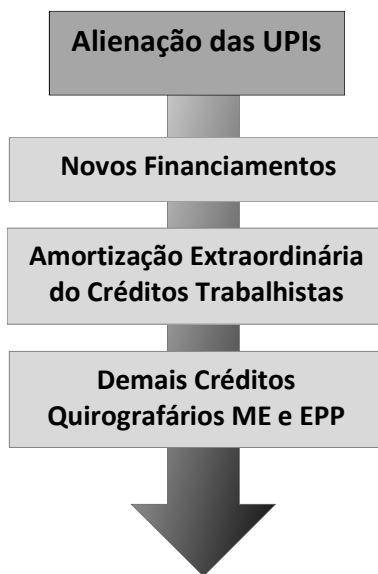 Alienação das UPIs
Novos Financiamentos
Amortização Extraordinária
do Créditos Trabalhistas
Demais Créditos
Quirografários ME e EPP